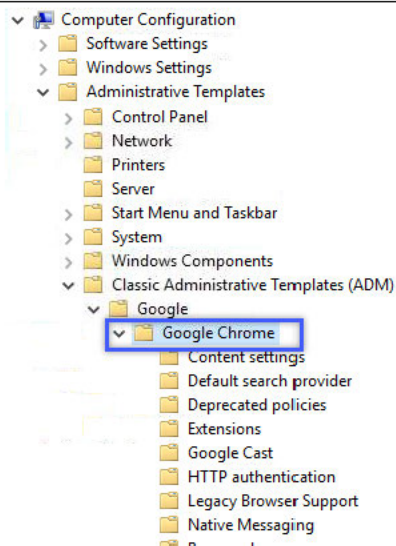 Computer Configuration
Software Settings
Windows Settings
Administrative Templates
Control Panel
Network
Printers
Server
Start Menu and Taskbar
System
Windows Components
Classic Administrative Templates (ADM)
Google
Google Chrome
Content settings
Default search provider
Deprecated policies
Extensions
Google Cast
HTTP authentication
Legacy Browser Support
Native Messaging